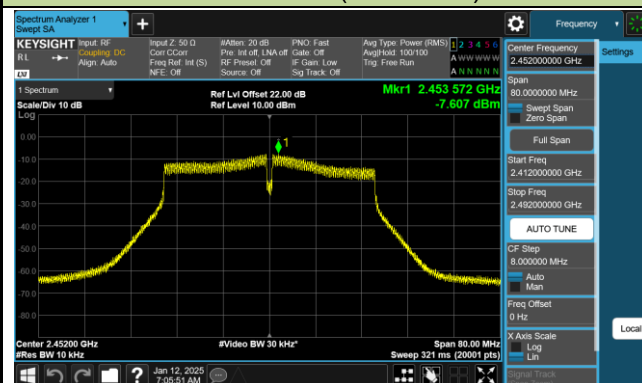 Spectrum Analyzer 1
Swept SA
Frequency
KEYSIGHT
Input: RF
Coupling: DC
Align: Auto
Input Z: 50 Ω
Corr CCorr
Freq Ref: Int (S)
NFE: Off
#Atten: 20 dB
Pre: Int off, LNA off
RF Presel: Off
Source: Off
PNO: Fast
Gate: Off
IF Gain: Low
Sig Track: Off
Avg Type: Power (RMS)
Avg|Hold: 100/100
Trig: Free Run
1 2 3 4 5 6
A W W W W W
A N N N N N
RL
LXI
1 Spectrum
Scale/Div 10 dB
Log
Ref Lvl Offset 22.00 dB
Ref Level 10.00 dBm
Mkr1 2.453 572 GHz
-7.607 dBm
1
0.00
-10.0
-20.0
-30.0
-40.0
-50.0
-60.0
-70.0
-80.0
Center 2.45200 GHz
#Res BW 10 kHz
#Video BW 30 kHz*
Span 80.00 MHz
Sweep 321 ms (20001 pts)
Center Frequency
2.452000000 GHz
Settings
Span
80.0000000 MHz
Swept Span
Zero Span
Full Span
Start Freq
2.412000000 GHz
Stop Freq
2.492000000 GHz
AUTO TUNE
CF Step
8.000000 MHz
Auto
Man
Freq Offset
0 Hz
X Axis Scale
Log
Lin
Signal Track
Local
Jan 12, 2025
7:05:51 AM